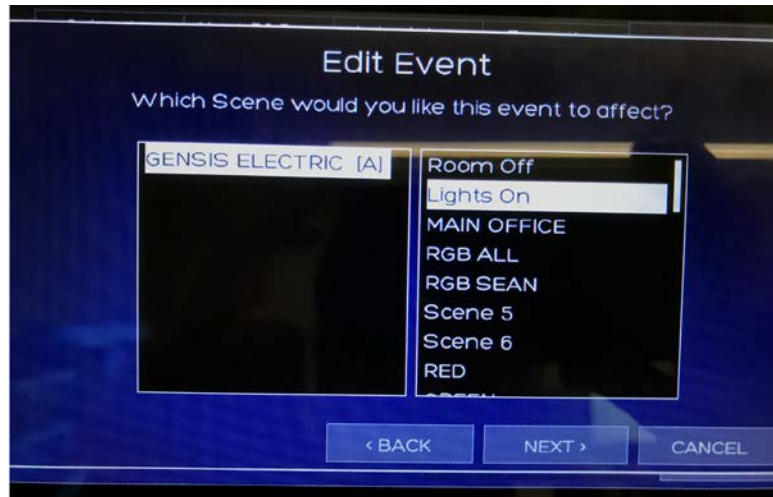 Edit Event
Which Scene would you like this event to affect?
GENSIS ELECTRIC [A]
Room Off
Lights On
MAIN OFFICE
RGB ALL
RGB SEAN
Scene 5
Scene 6
RED
< BACK
NEXT >
CANCEL